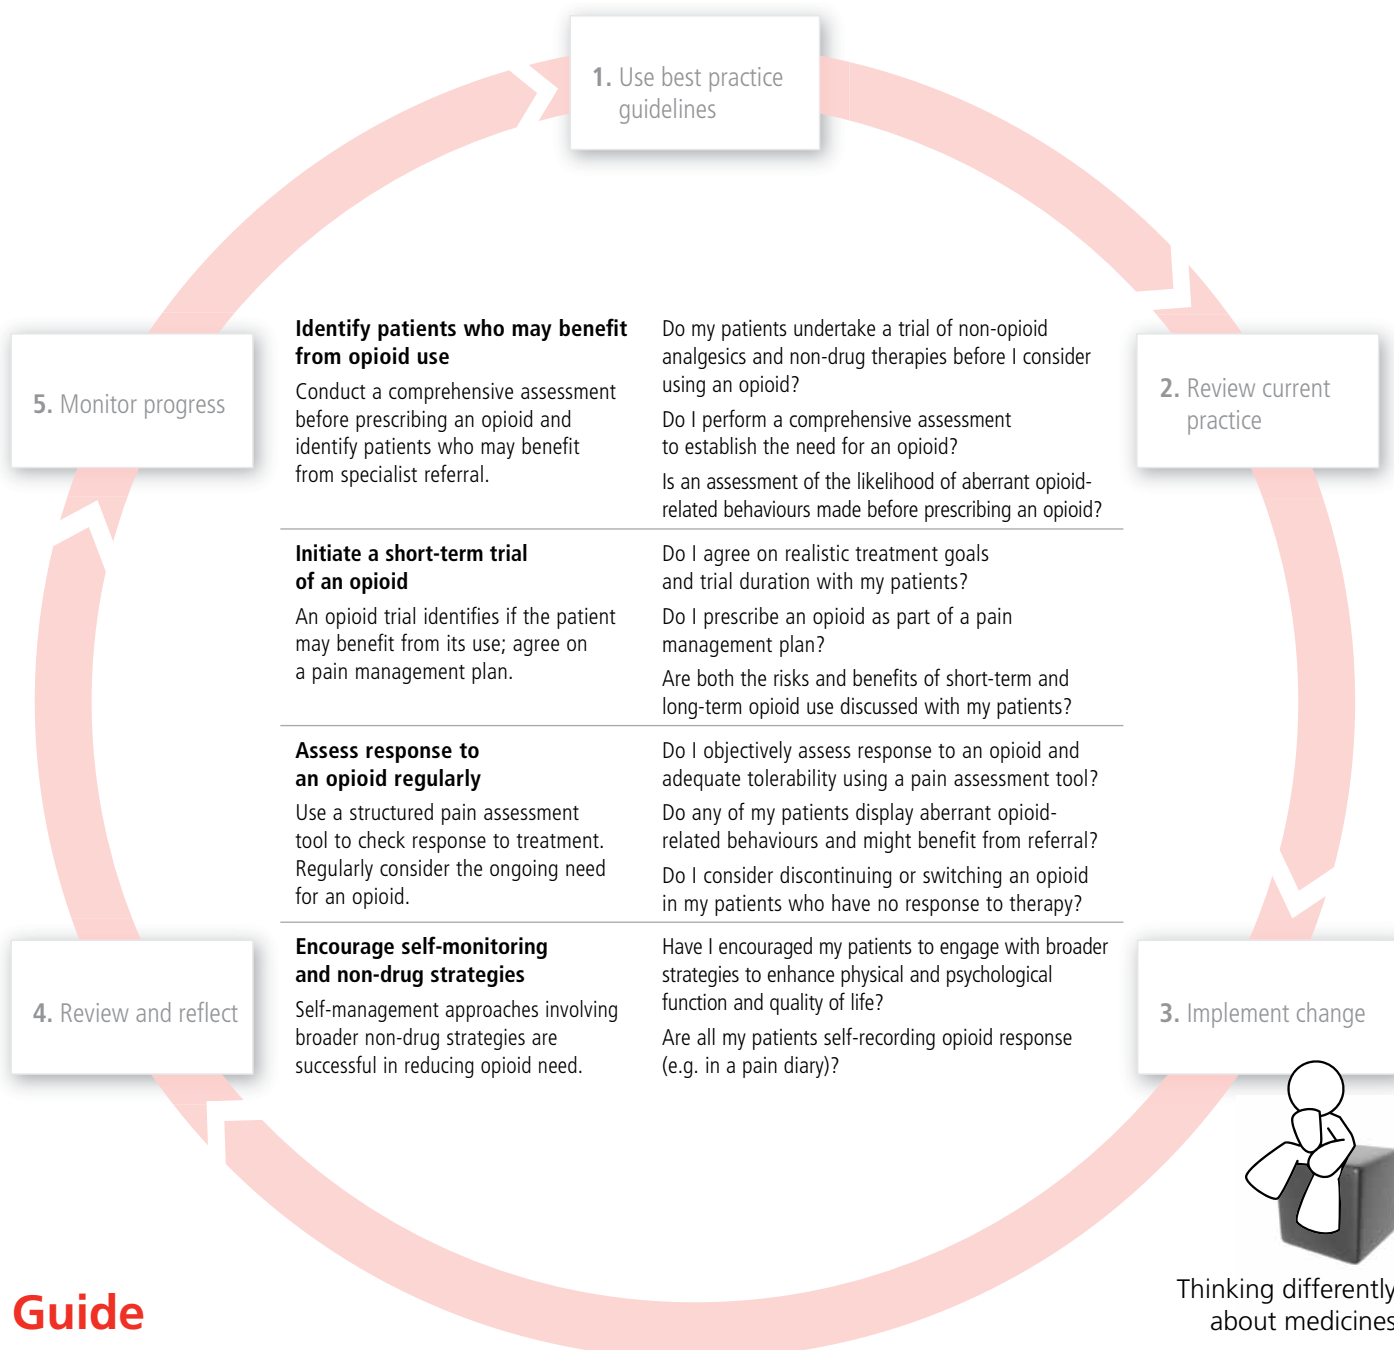 1. Use best practice
guidelines
2. Review current
practice
3. Implement change
4. Review and reflect
5. Monitor progress
Identify patients who may benefit
from opioid use
Conduct a comprehensive assessment
before prescribing an opioid and
identify patients who may benefit
from specialist referral.
Do my patients undertake a trial of non-opioid
analgesics and non-drug therapies before I consider
using an opioid?
Do I perform a comprehensive assessment
to establish the need for an opioid?
Is an assessment of the likelihood of aberrant opioid-
related behaviours made before prescribing an opioid?
Initiate a short-term trial
of an opioid
An opioid trial identifies if the patient
may benefit from its use; agree on
a pain management plan.
Do I agree on realistic treatment goals
and trial duration with my patients?
Do I prescribe an opioid as part of a pain
management plan?
Are both the risks and benefits of short-term and
long-term opioid use discussed with my patients?
Assess response to
an opioid regularly
Use a structured pain assessment
tool to check response to treatment.
Regularly consider the ongoing need
for an opioid.
Do I objectively assess response to an opioid and
adequate tolerability using a pain assessment tool?
Do any of my patients display aberrant opioid-
related behaviours and might benefit from referral?
Do I consider discontinuing or switching an opioid
in my patients who have no response to therapy?
Encourage self-monitoring
and non-drug strategies
Self-management approaches involving
broader non-drug strategies are
successful in reducing opioid need.
Have I encouraged my patients to engage with broader
strategies to enhance physical and psychological
function and quality of life?
Are all my patients self-recording opioid response
(e.g. in a pain diary)?
Guide
Thinking differently
about medicines